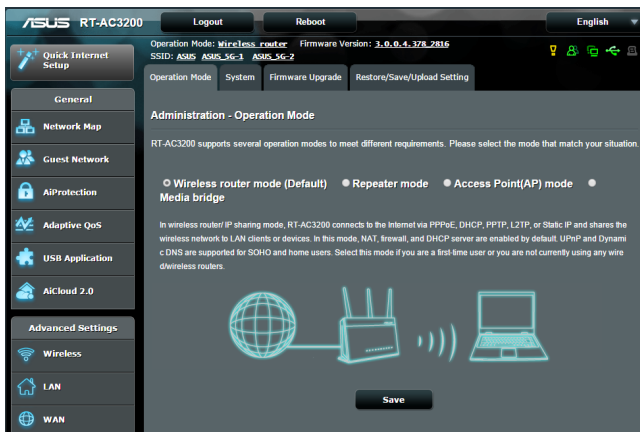 ASUS RT-AC3200 Logout Reboot English
Quick Internet Setup
Operation Mode: Wireless router Firmware Version: 3.0.0.4.378_2816
SSID: ASUS ASUS_5G-1 ASUS_5G-2
Operation Mode System Firmware Upgrade Restore/Save/Upload Setting
General
Network Map
Guest Network
AiProtection
Adaptive QoS
USB Application
AiCloud 2.0
Advanced Settings
Wireless
LAN
WAN
Administration - Operation Mode
RT-AC3200 supports several operation modes to meet different requirements. Please select the mode that match your situation.
Wireless router mode (Default) Repeater mode Access Point(AP) mode
Media bridge
In wireless router/ IP sharing mode, RT-AC3200 connects to the Internet via PPPoE, DHCP, PPTP, L2TP, or Static IP and shares the
wireless network to LAN clients or devices. In this mode, NAT, firewall, and DHCP server are enabled by default. UPnP and Dynami
c DNS are supported for SOHO and home users. Select this mode if you are a first-time user or you are not currently using any wire
d/wireless routers.
Save